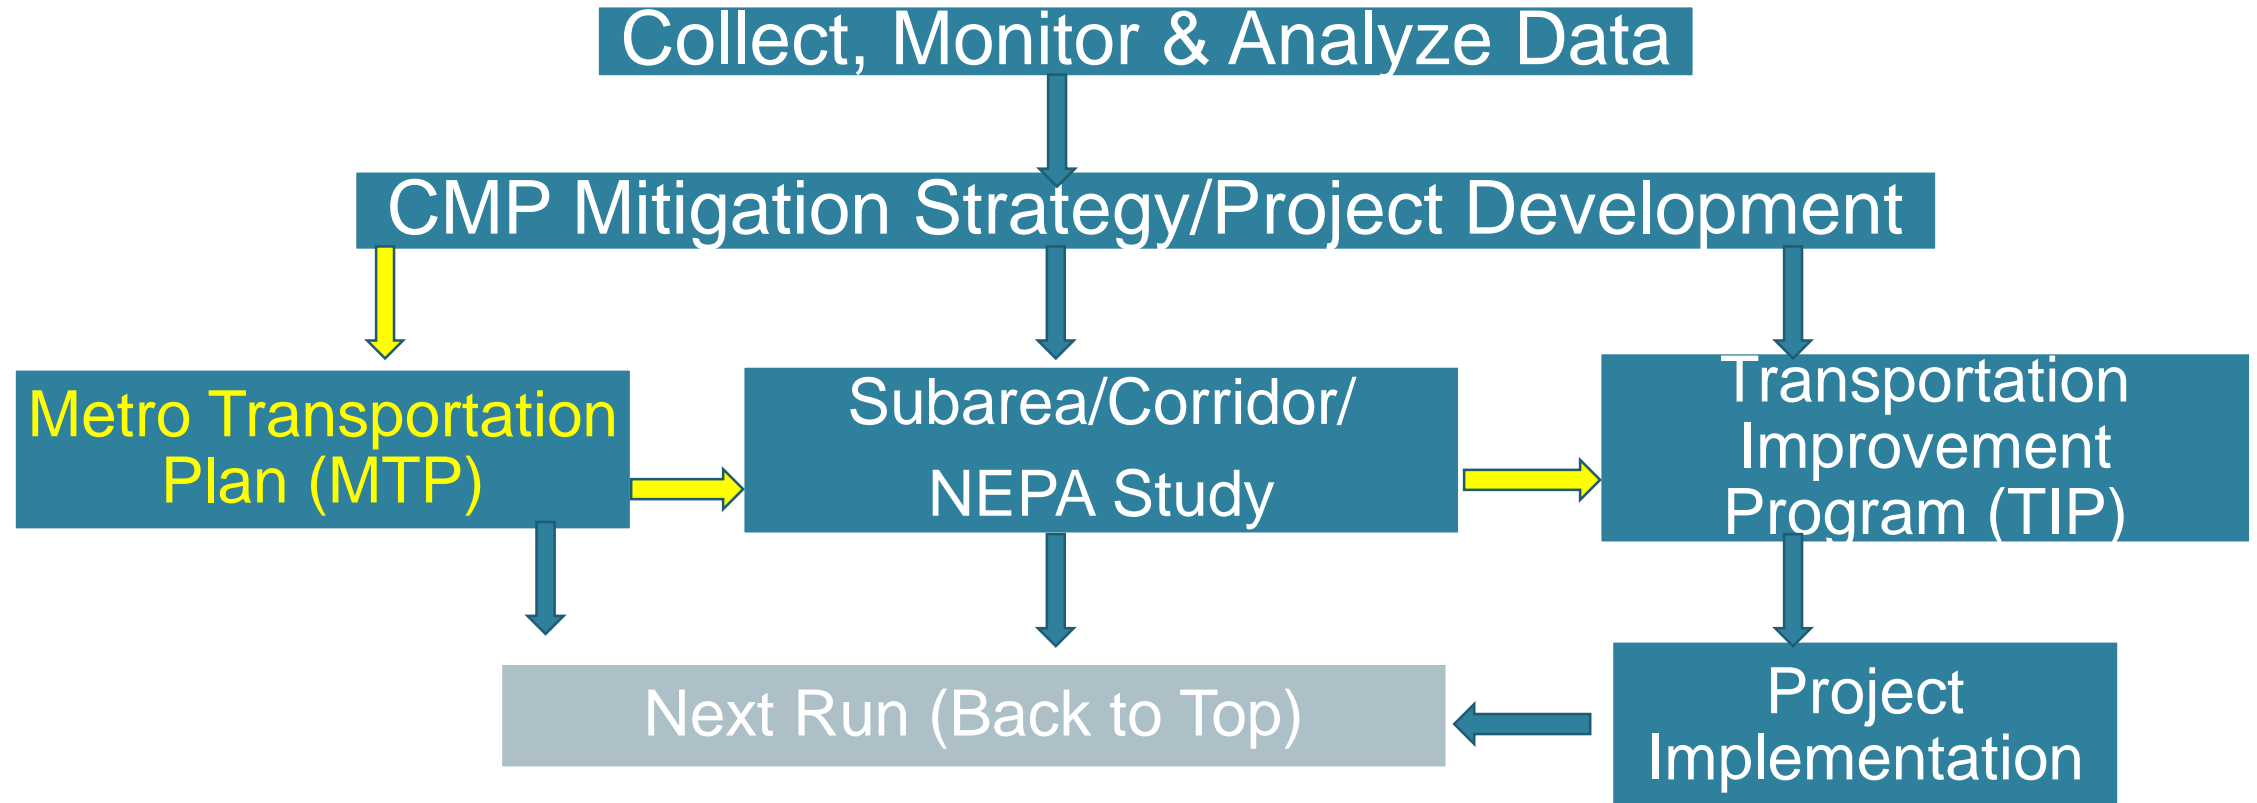 Collect, Monitor & Analyze Data
CMP Mitigation Strategy/Project Development
Metro Transportation
Plan (MTP)
Subarea/Corridor/
NEPA Study
Transportation
Improvement
Program (TIP)
Next Run (Back to Top)
Project
Implementation